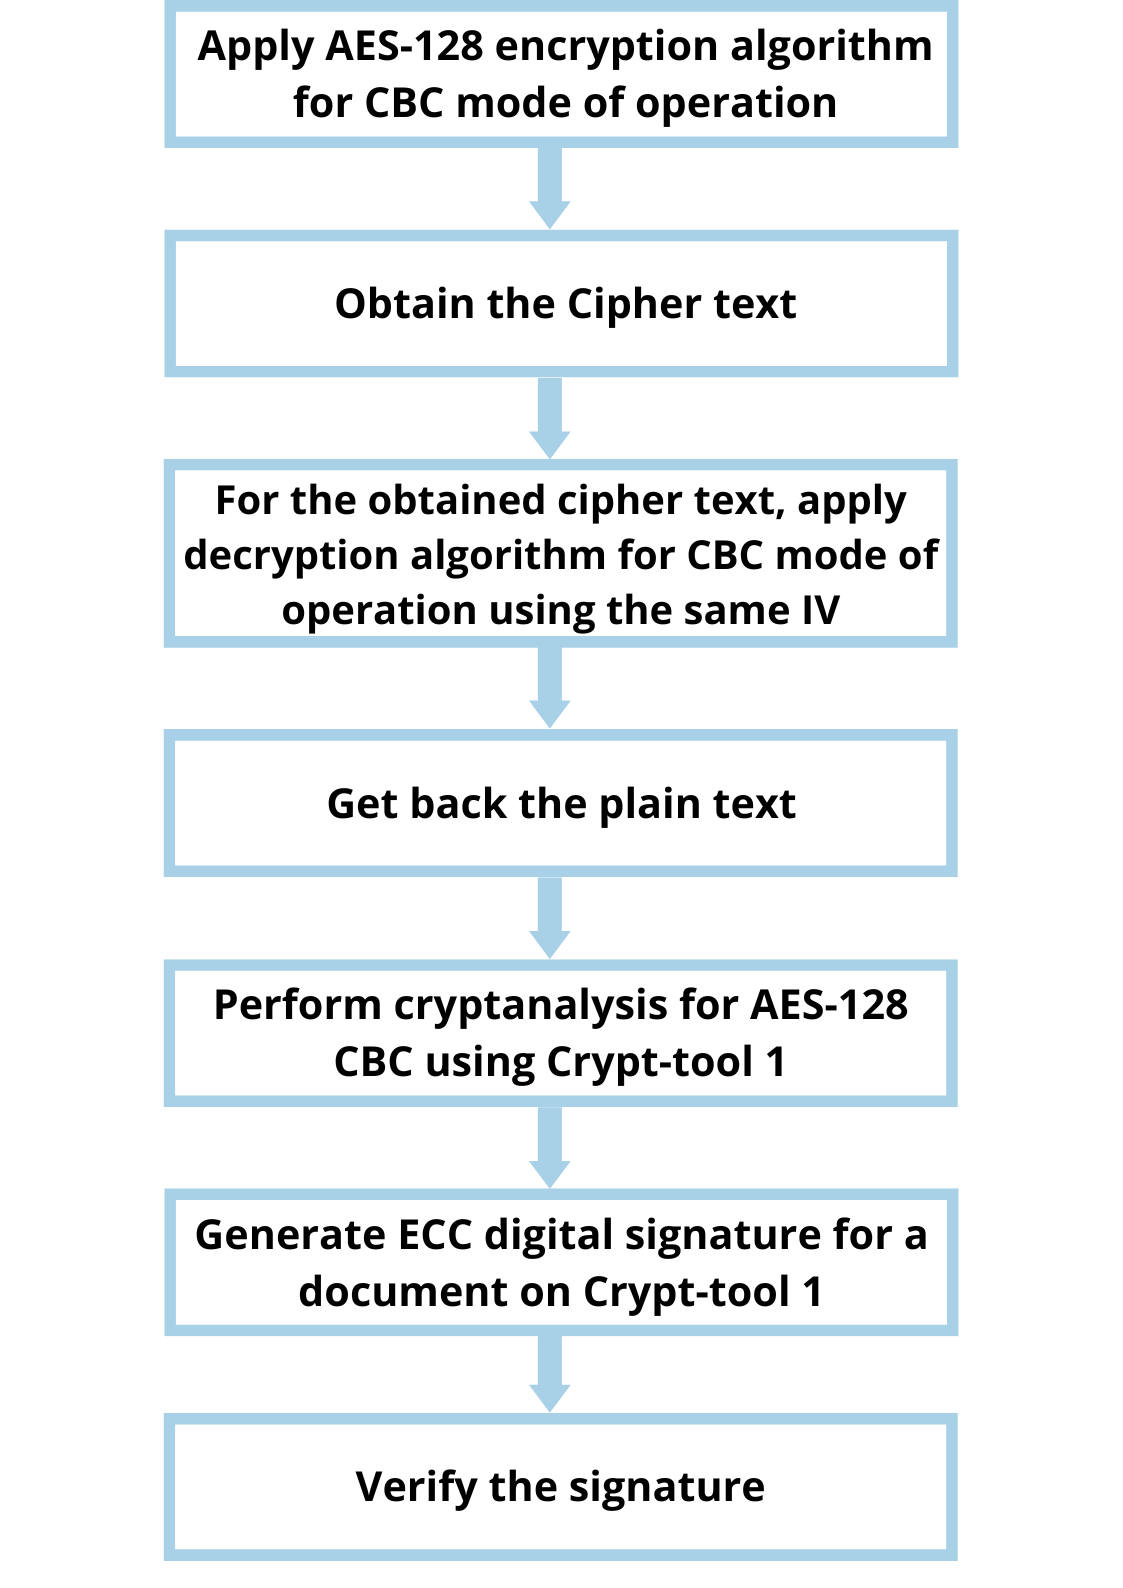 Apply AES-128 encryption algorithm
for CBC mode of operation
Obtain the Cipher text
For the obtained cipher text, apply
decryption algorithm for CBC mode of
operation using the same IV
Get back the plain text
Perform cryptanalysis for AES-128
CBC using Crypt-tool 1
Generate ECC digital signature for a
document on Crypt-tool 1
Verify the signature